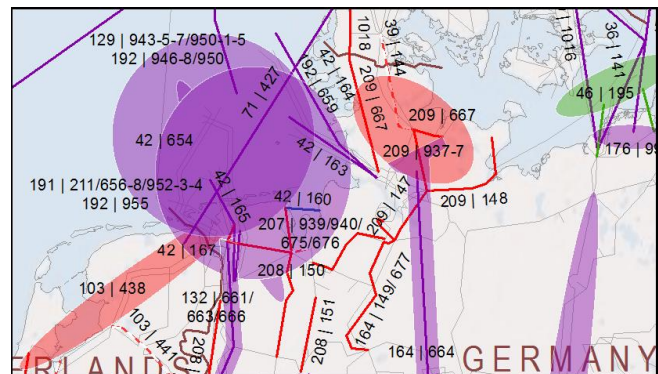 129 | 943-5-7/950-1-5
192 | 946-8/950
71 | 427
42 | 164
92 | 659
1018
209 | 667
39 | 144
1016
36 | 141
46 | 195
209 | 667
42 | 654
209 | 937-7
176 | 99
42 | 163
191 | 211/656-8/952-3-4
192 | 955
42 | 165
42 | 160
209 | 147
209 | 148
207 | 939/940/
675/676
42 | 167
208 | 150
103 | 438
132 | 661/
663/666
164 | 149/677
208 | 151
103 | 441
208
164 | 664
ERLANDS
GERMANY